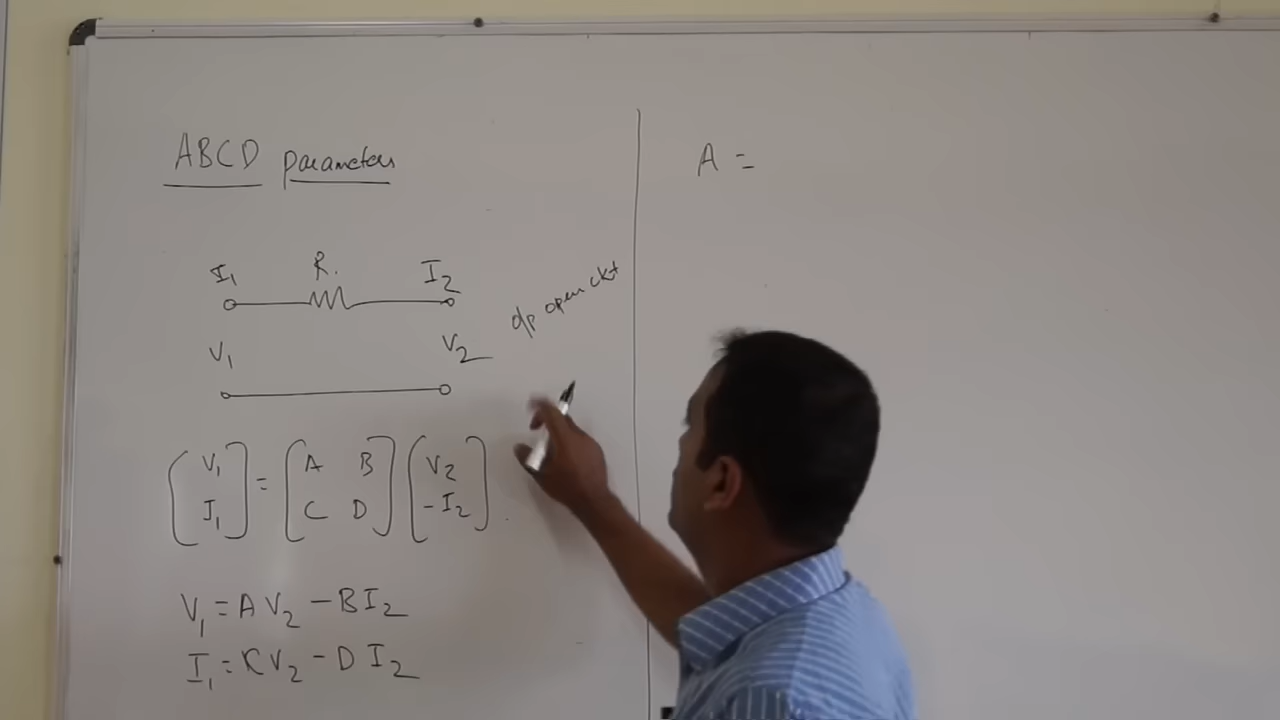 ABCD parameters
I₁ R. I₂
V₁ V₂
o/p open ckt
[V₁ I₁] = [A B C D] [V₂ -I₂]
V₁ = A V₂ - B I₂
I₁ = C V₂ - D I₂
A =